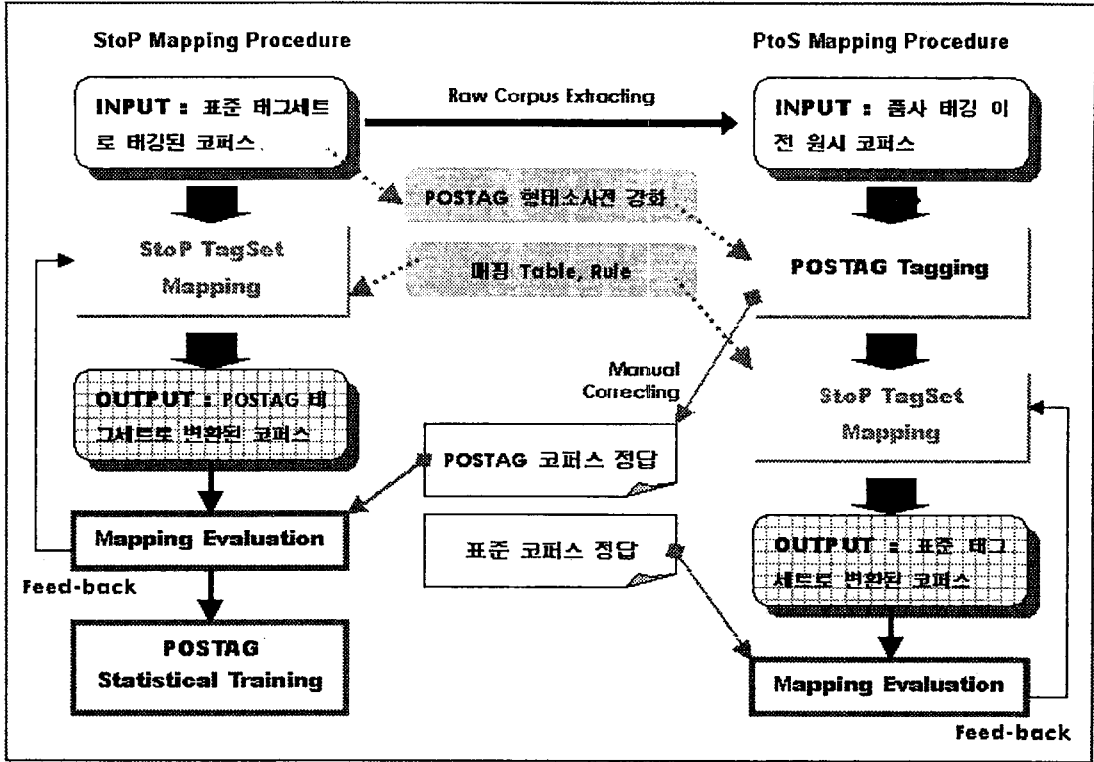 StoP Mapping Procedure
PtoS Mapping Procedure
INPUT : 표준 태그세트
로 태깅된 코퍼스
Raw Corpus Extracting
INPUT : 품사 태깅 이
전 원시 코퍼스
POSTAG 형태소사전 강화
StoP TagSet
Mapping
매핑 Table, Rule
POSTAG Tagging
Manual
Correcting
OUTPUT : POSTAG 태
그세트로 변환된 코퍼스
StoP TagSet
Mapping
POSTAG 코퍼스 정답
Mapping Evaluation
표준 코퍼스 정답
OUTPUT : 표준 태그
세트로 변환된 코퍼스
Feed-back
POSTAG
Statistical Training
Mapping Evaluation
Feed-back